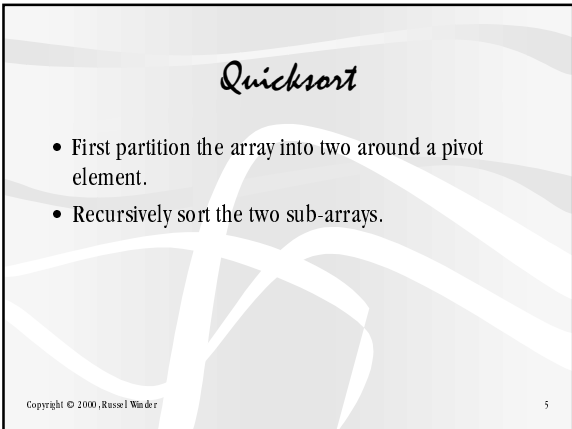 Quicksort
• First partition the array into two around a pivot
element.
• Recursively sort the two sub-arrays.
Copyright © 2000, Russel Winder
5